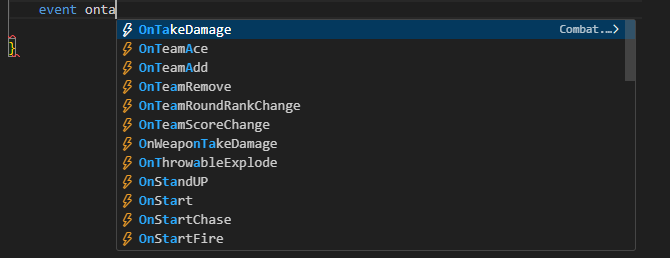 event onta
OnTakeDamage Combat....>
}
OnTeamAce
OnTeamAdd
OnTeamRemove
OnTeamRoundRankChange
OnTeamScoreChange
OnWeaponTakeDamage
OnThrowableExplode
OnStandUP
OnStart
OnStartChase
OnStartFire